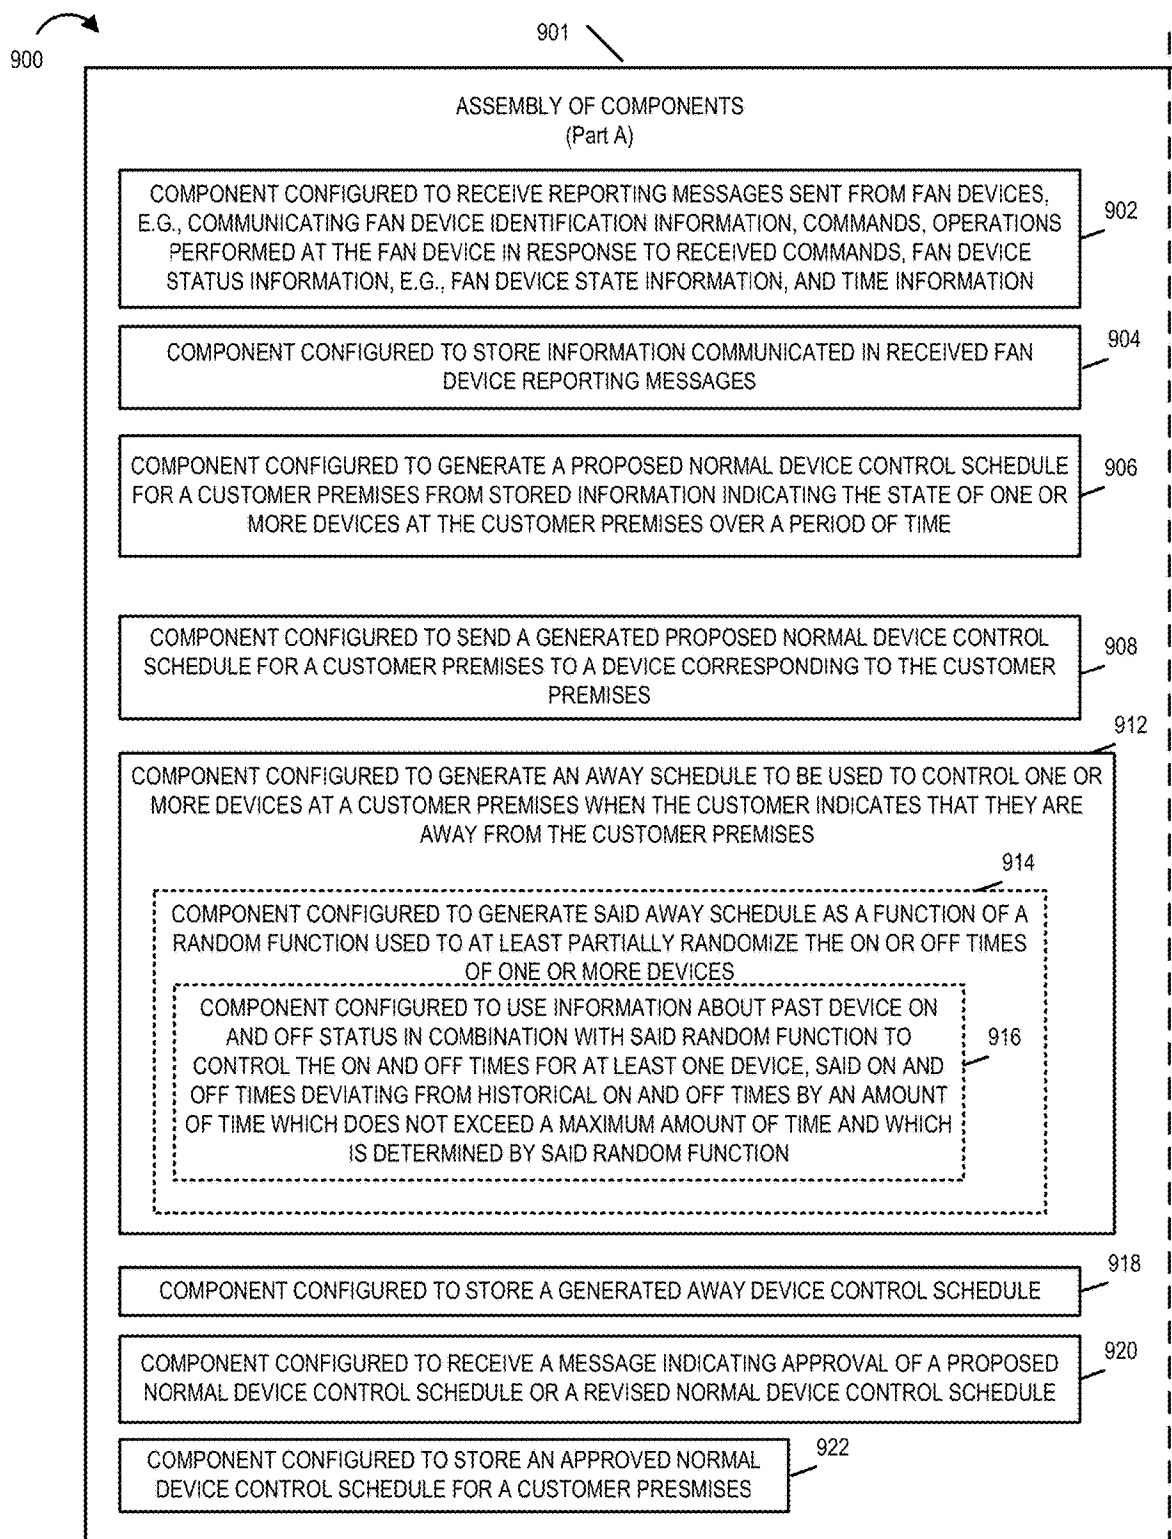 900
901
ASSEMBLY OF COMPONENTS
(Part A)
COMPONENT CONFIGURED TO RECEIVE REPORTING MESSAGES SENT FROM FAN DEVICES,
E.G., COMMUNICATING FAN DEVICE IDENTIFICATION INFORMATION, COMMANDS, OPERATIONS
PERFORMED AT THE FAN DEVICE IN RESPONSE TO RECEIVED COMMANDS, FAN DEVICE
STATUS INFORMATION, E.G., FAN DEVICE STATE INFORMATION, AND TIME INFORMATION
902
COMPONENT CONFIGURED TO STORE INFORMATION COMMUNICATED IN RECEIVED FAN
DEVICE REPORTING MESSAGES
904
COMPONENT CONFIGURED TO GENERATE A PROPOSED NORMAL DEVICE CONTROL SCHEDULE
FOR A CUSTOMER PREMISES FROM STORED INFORMATION INDICATING THE STATE OF ONE OR
MORE DEVICES AT THE CUSTOMER PREMISES OVER A PERIOD OF TIME
906
COMPONENT CONFIGURED TO SEND A GENERATED PROPOSED NORMAL DEVICE CONTROL
SCHEDULE FOR A CUSTOMER PREMISES TO A DEVICE CORRESPONDING TO THE CUSTOMER
PREMISES
908
912
COMPONENT CONFIGURED TO GENERATE AN AWAY SCHEDULE TO BE USED TO CONTROL ONE OR
MORE DEVICES AT A CUSTOMER PREMISES WHEN THE CUSTOMER INDICATES THAT THEY ARE
AWAY FROM THE CUSTOMER PREMISES
914
COMPONENT CONFIGURED TO GENERATE SAID AWAY SCHEDULE AS A FUNCTION OF A
RANDOM FUNCTION USED TO AT LEAST PARTIALLY RANDOMIZE THE ON OR OFF TIMES
OF ONE OR MORE DEVICES
COMPONENT CONFIGURED TO USE INFORMATION ABOUT PAST DEVICE ON
AND OFF STATUS IN COMBINATION WITH SAID RANDOM FUNCTION TO
CONTROL THE ON AND OFF TIMES FOR AT LEAST ONE DEVICE, SAID ON AND
OFF TIMES DEVIATING FROM HISTORICAL ON AND OFF TIMES BY AN AMOUNT
OF TIME WHICH DOES NOT EXCEED A MAXIMUM AMOUNT OF TIME AND WHICH
IS DETERMINED BY SAID RANDOM FUNCTION
916
COMPONENT CONFIGURED TO STORE A GENERATED AWAY DEVICE CONTROL SCHEDULE
918
COMPONENT CONFIGURED TO RECEIVE A MESSAGE INDICATING APPROVAL OF A PROPOSED
NORMAL DEVICE CONTROL SCHEDULE OR A REVISED NORMAL DEVICE CONTROL SCHEDULE
920
COMPONENT CONFIGURED TO STORE AN APPROVED NORMAL
DEVICE CONTROL SCHEDULE FOR A CUSTOMER PRESMISES
922